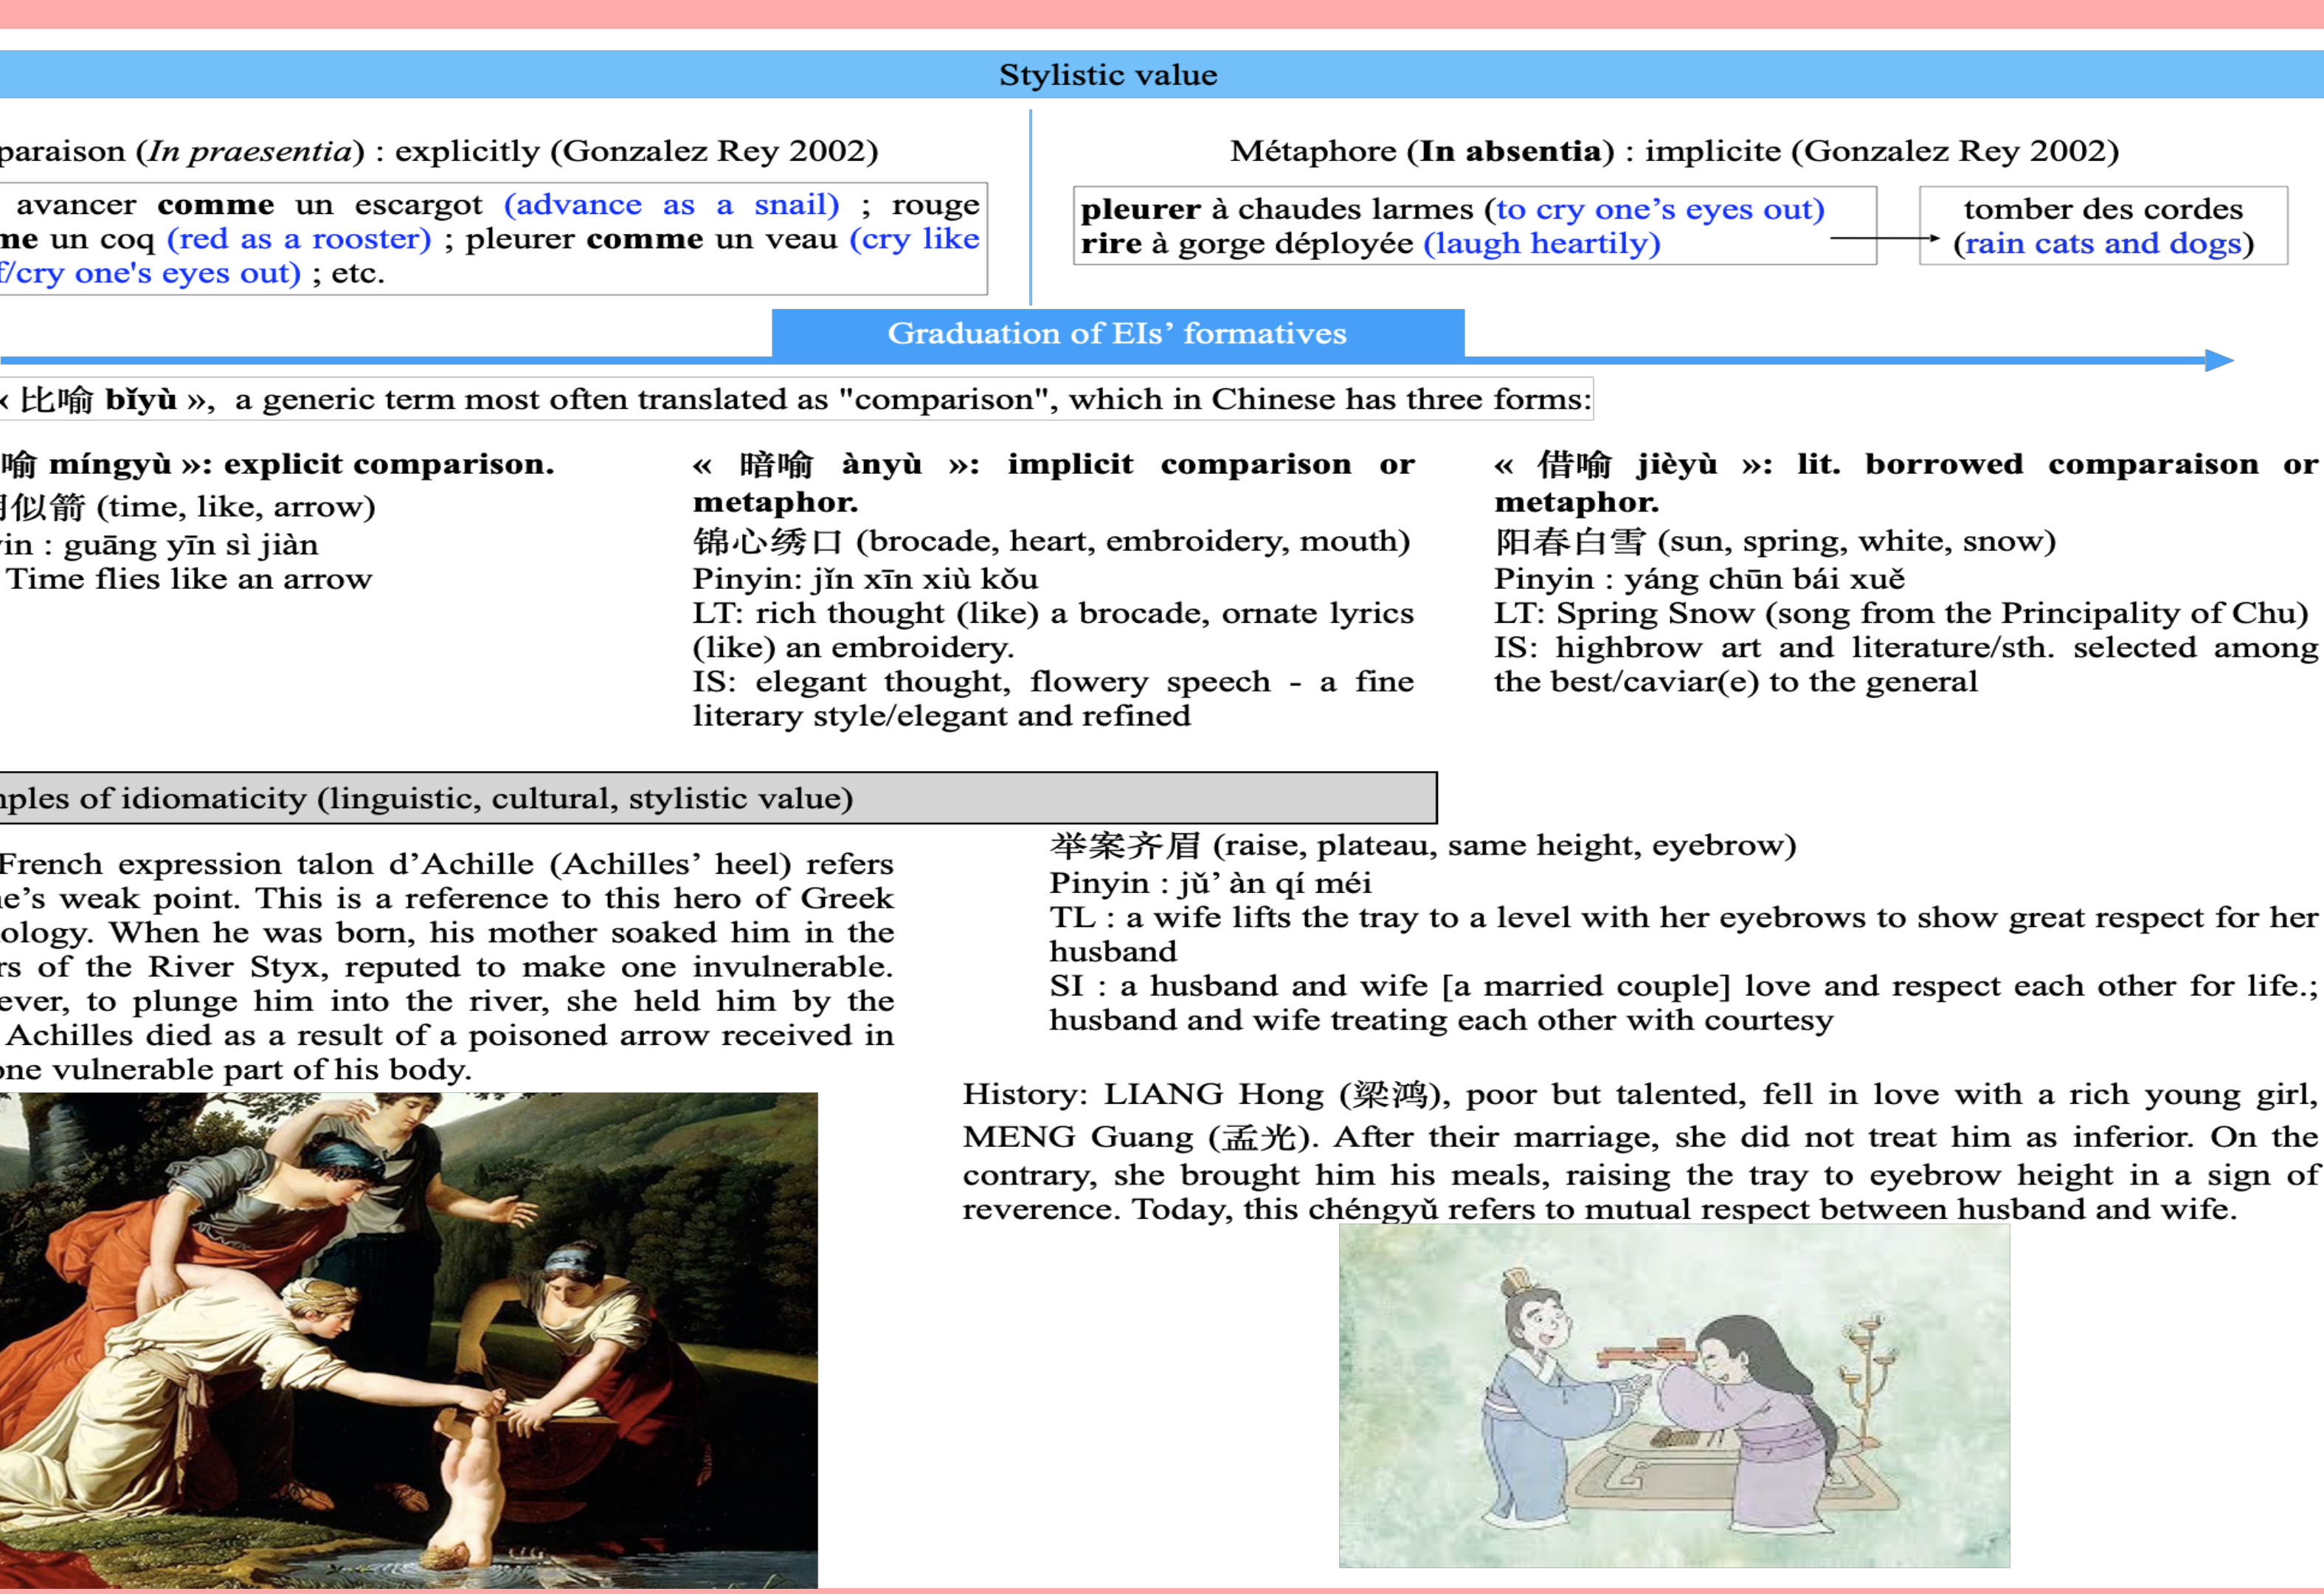 Stylistic value
paraison (In praesentia) : explicitly (Gonzalez Rey 2002)
avancer comme un escargot (advance as a snail) ; rouge
me un coq (red as a rooster) ; pleurer comme un veau (cry like
f/cry one's eyes out) ; etc.
Métaphore (In absentia) : implicite (Gonzalez Rey 2002)
pleurer à chaudes larmes (to cry one’s eyes out)
rire à gorge déployée (laugh heartily)
tomber des cordes
(rain cats and dogs)
Graduation of EIs’ formatives
« 比喻 bǐyù », a generic term most often translated as "comparison", which in Chinese has three forms:
喻 míngyù »: explicit comparison.
似箭 (time, like, arrow)
in : guāng yīn sì jiàn
Time flies like an arrow
« 暗喻 ànyù »: implicit comparison or
metaphor.
锦心绣口 (brocade, heart, embroidery, mouth)
Pinyin: jǐn xīn xiù kǒu
LT: rich thought (like) a brocade, ornate lyrics
(like) an embroidery.
IS: elegant thought, flowery speech - a fine
literary style/elegant and refined
« 借喻 jièyù »: lit. borrowed comparaison or
metaphor.
阳春白雪 (sun, spring, white, snow)
Pinyin : yáng chūn bái xuě
LT: Spring Snow (song from the Principality of Chu)
IS: highbrow art and literature/sth. selected among
the best/caviar(e) to the general
ples of idiomaticity (linguistic, cultural, stylistic value)
French expression talon d’Achille (Achilles’ heel) refers
e’s weak point. This is a reference to this hero of Greek
ology. When he was born, his mother soaked him in the
rs of the River Styx, reputed to make one invulnerable.
ever, to plunge him into the river, she held him by the
Achilles died as a result of a poisoned arrow received in
one vulnerable part of his body.
举案齐眉 (raise, plateau, same height, eyebrow)
Pinyin : jǔ’ àn qí méi
TL : a wife lifts the tray to a level with her eyebrows to show great respect for her
husband
SI : a husband and wife [a married couple] love and respect each other for life.;
husband and wife treating each other with courtesy
History: LIANG Hong (梁鸿), poor but talented, fell in love with a rich young girl,
MENG Guang (孟光). After their marriage, she did not treat him as inferior. On the
contrary, she brought him his meals, raising the tray to eyebrow height in a sign of
reverence. Today, this chéngyǔ refers to mutual respect between husband and wife.